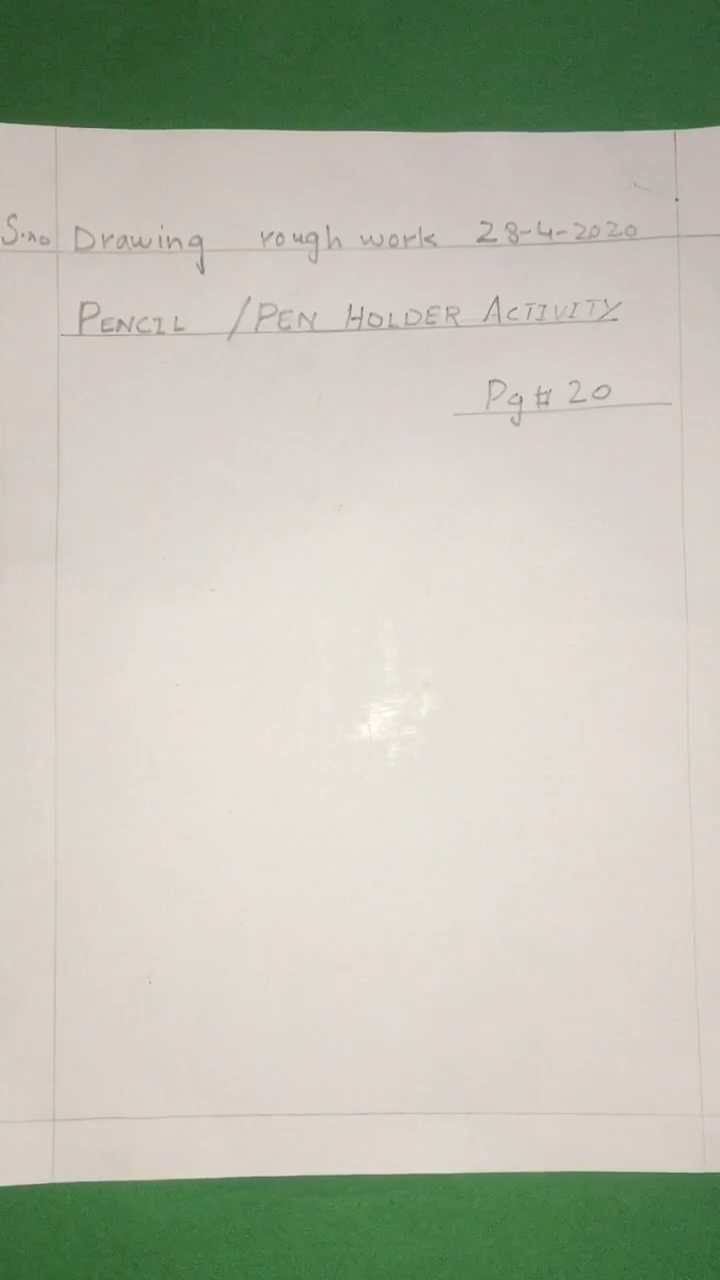 S.no Drawing rough work 28-4-2020
PENCIL / PEN HOLDER ACTIVITY
Pg # 20